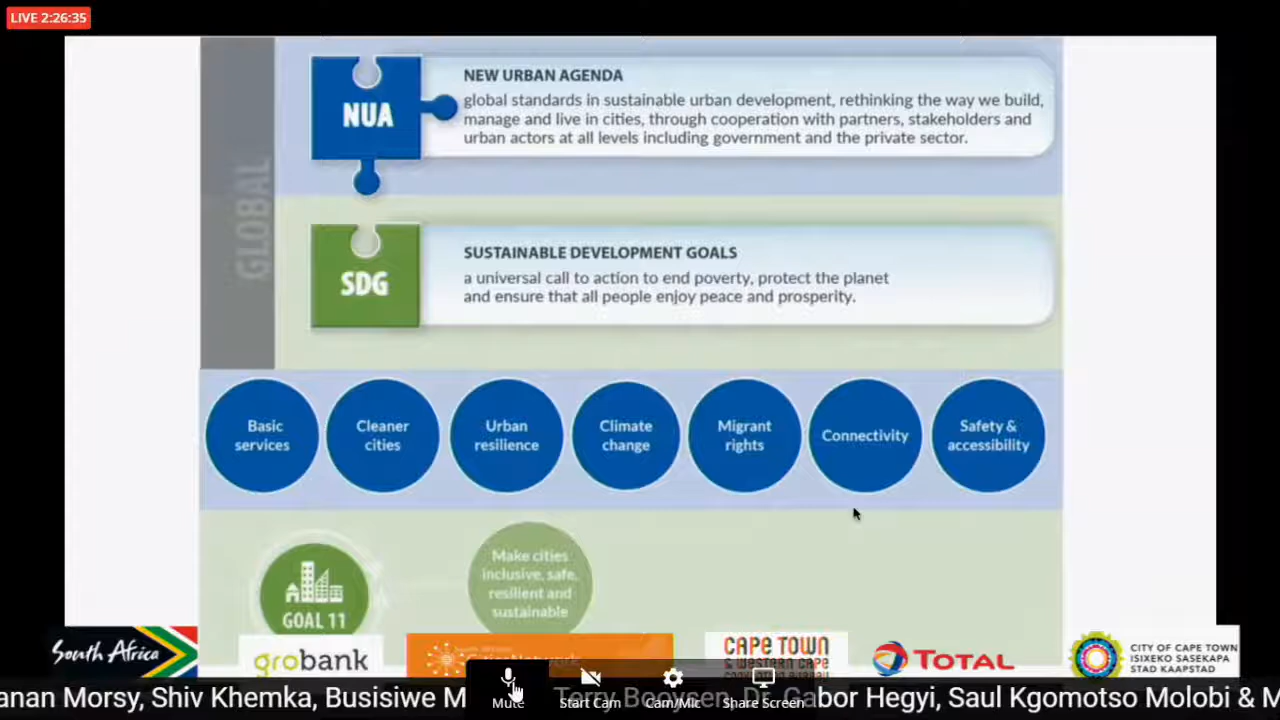 LIVE 2:26:35
NUA
NEW URBAN AGENDA
global standards in sustainable urban development, rethinking the way we build,
manage and live in cities, through cooperation with partners, stakeholders and
urban actors at all levels including government and the private sector.
GLOBAL
SDG
SUSTAINABLE DEVELOPMENT GOALS
a universal call to action to end poverty, protect the planet
and ensure that all people enjoy peace and prosperity.
Basic
services
Cleaner
cities
Urban
resilience
Climate
change
Migrant
rights
Connectivity
Safety &
accessibility
GOAL 11
Make cities
inclusive, safe,
resilient and
sustainable
South Africa
grobank
CAPE TOWN
& WESTERN CAPE
TOTAL
CITY OF CAPE TOWN
ISIXEKO SASEKAPA
STAD KAAPSTAD
Morsy, Shiv Khemka, Busisiwe Terry Booysen, Dr. Gabor Hegyi, Saul Kgomotso Molobi &
Mute
Start Cam
Cam/Mic
Share Screen